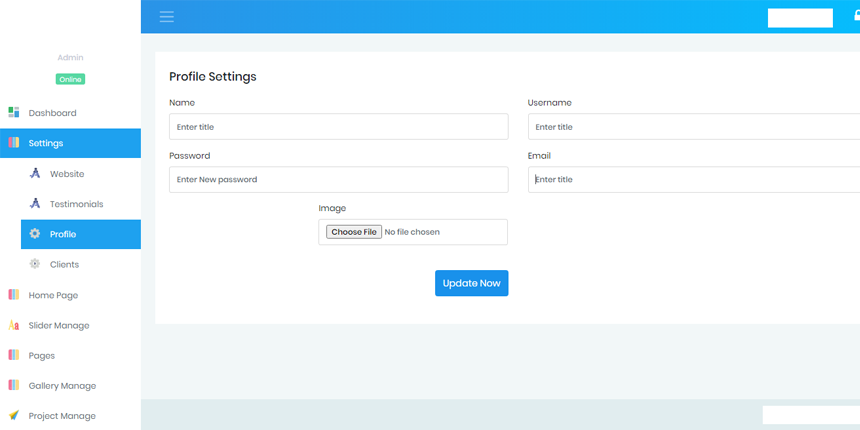 Admin
Online
Dashboard
Settings
Website
Testimonials
Profile
Clients
Home Page
Slider Manage
Pages
Gallery Manage
Project Manage
Profile Settings
Name
Username
Enter title
Enter title
Password
Email
Enter New password
Enter title
Image
Choose File No file chosen
Update Now